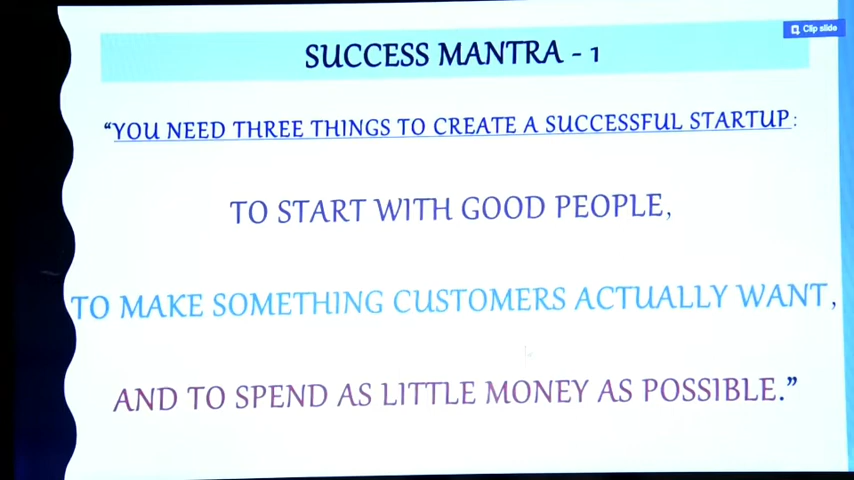 Clip slide
SUCCESS MANTRA - 1
“YOU NEED THREE THINGS TO CREATE A SUCCESSFUL STARTUP:
TO START WITH GOOD PEOPLE,
TO MAKE SOMETHING CUSTOMERS ACTUALLY WANT,
AND TO SPEND AS LITTLE MONEY AS POSSIBLE.”